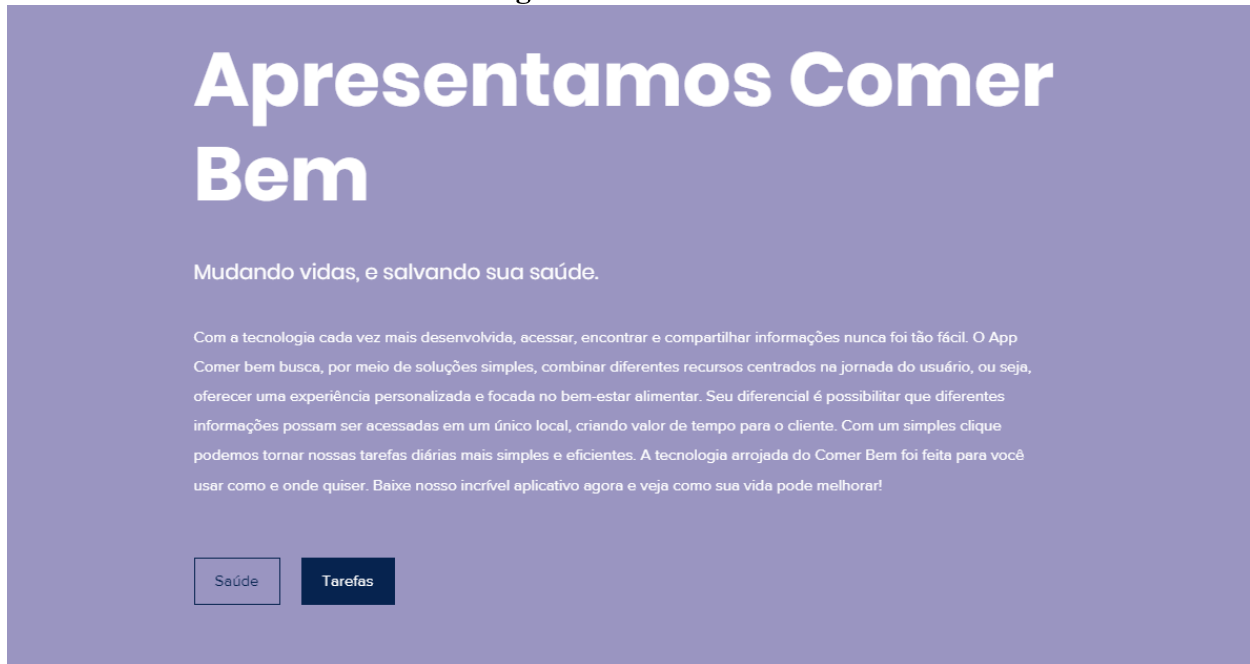 Apresentamos Comer
Bem
Mudando vidas, e salvando sua saúde.
Com a tecnologia cada vez mais desenvolvida, acessar, encontrar e compartilhar informações nunca foi tão fácil. O App
Comer bem busca, por meio de soluções simples, combinar diferentes recursos centrados na jornada do usuário, ou seja,
oferecer uma experiência personalizada e focada no bem-estar alimentar. Seu diferencial é possibilitar que diferentes
informações possam ser acessadas em um único local, criando valor de tempo para o cliente. Com um simples clique
podemos tornar nossas tarefas diárias mais simples e eficientes. A tecnologia arrojada do Comer Bem foi feita para você
usar como e onde quiser. Baixe nosso incrível aplicativo agora e veja como sua vida pode melhorar!
Saúde
Tarefas